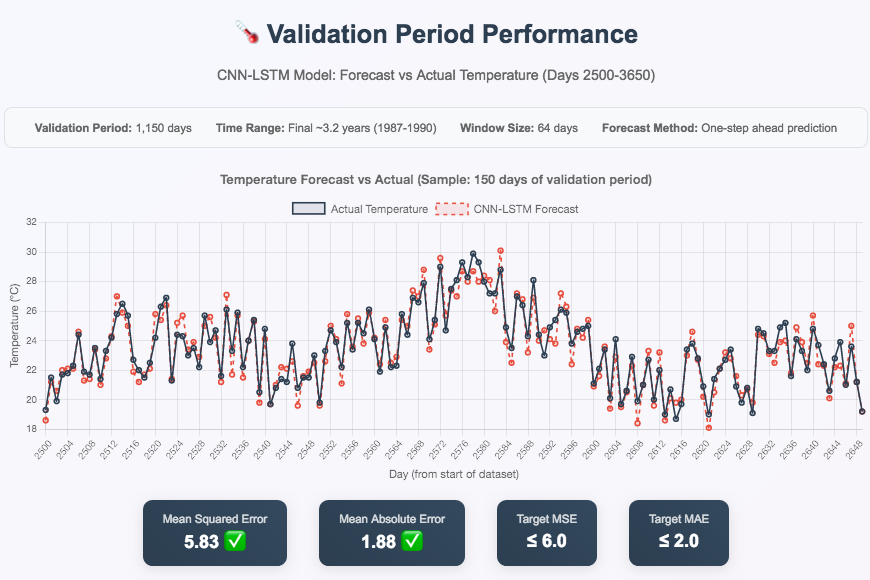 🌡️ Validation Period Performance
CNN-LSTM Model: Forecast vs Actual Temperature (Days 2500-3650)
Validation Period: 1,150 days Time Range: Final ~3.2 years (1987-1990) Window Size: 64 days Forecast Method: One-step ahead prediction
Temperature Forecast vs Actual (Sample: 150 days of validation period)
Actual Temperature CNN-LSTM Forecast
Temperature (°C)
32
30
28
26
24
22
20
18
2500 2504 2508 2512 2516 2520 2524 2528 2532 2536 2540 2544 2548 2552 2556 2560 2564 2568 2572 2576 2580 2584 2588 2592 2596 2600 2604 2608 2612 2616 2620 2624 2628 2632 2636 2640 2644 2648
Day (from start of dataset)
Mean Squared Error
5.83 ✅
Mean Absolute Error
1.88 ✅
Target MSE
≤ 6.0
Target MAE
≤ 2.0